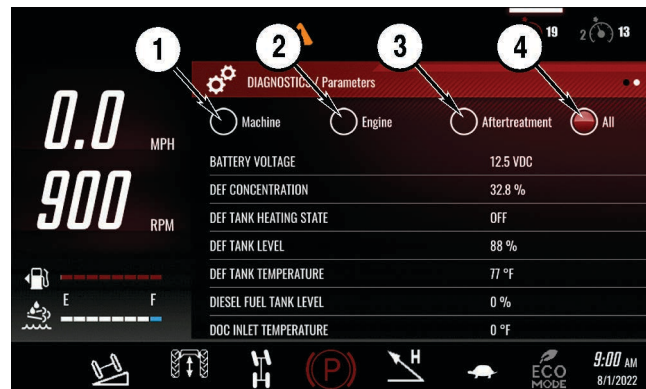 1
2
3
4
19
2
13
DIAGNOSTICS / Parameters
Machine
Engine
Aftertreatment
All
0.0 MPH
900 RPM
BATTERY VOLTAGE 12.5 VDC
DEF CONCENTRATION 32.8 %
DEF TANK HEATING STATE OFF
DEF TANK LEVEL 88 %
DEF TANK TEMPERATURE 77 °F
DIESEL FUEL TANK LEVEL 0 %
DOC INLET TEMPERATURE 0 °F
E F
(P)
H
ECO
MODE
9:00 AM
8/1/2022